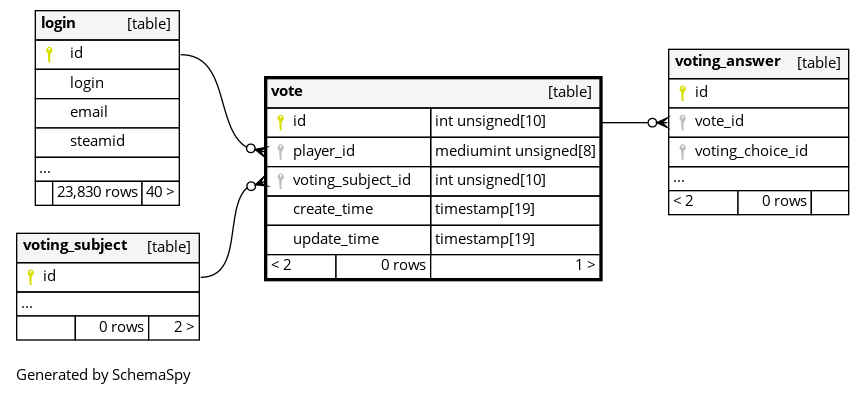 login [table]
id
login
email
steamid
...
23,830 rows 40 >
voting_subject [table]
id
...
0 rows 2 >
vote [table]
id int unsigned[10]
player_id mediumint unsigned[8]
voting_subject_id int unsigned[10]
create_time timestamp[19]
update_time timestamp[19]
< 2 0 rows 1 >
voting_answer [table]
id
vote_id
voting_choice_id
...
< 2 0 rows
Generated by SchemaSpy